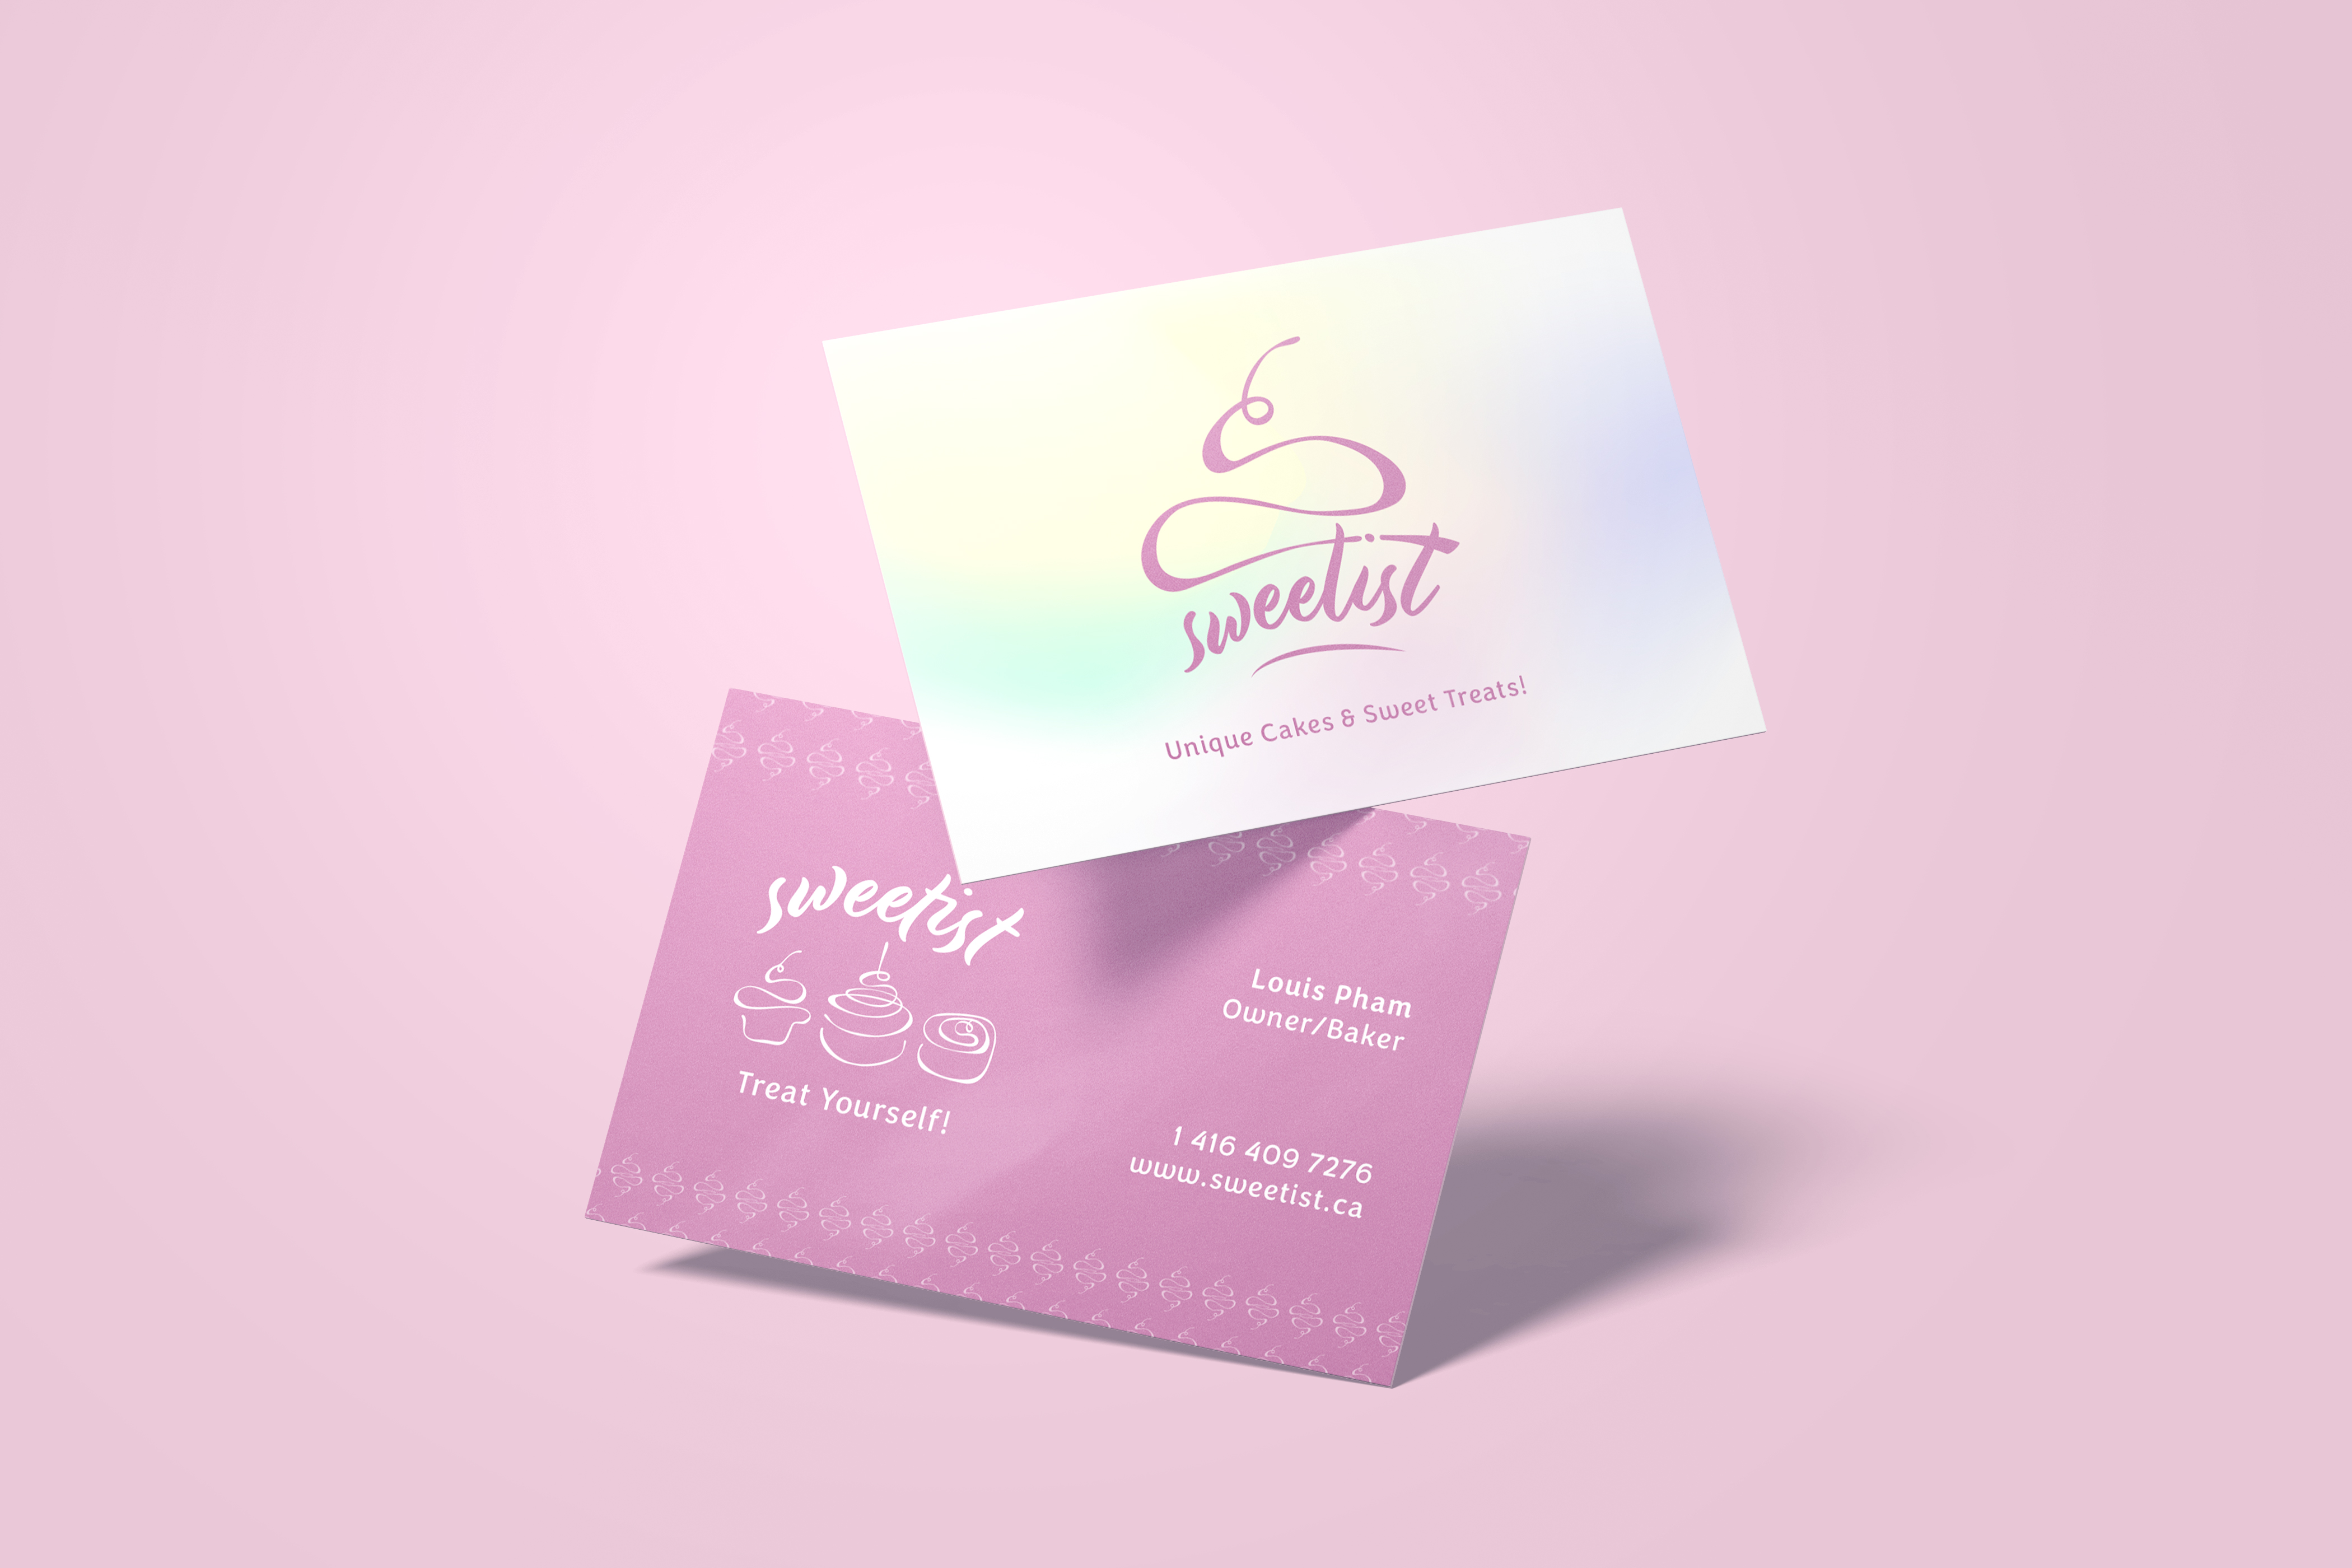 sweetist
Unique Cakes & Sweet Treats!
sweetist
Treat Yourself!
Louis Pham
Owner/Baker
1 416 409 7276
www.sweetist.ca